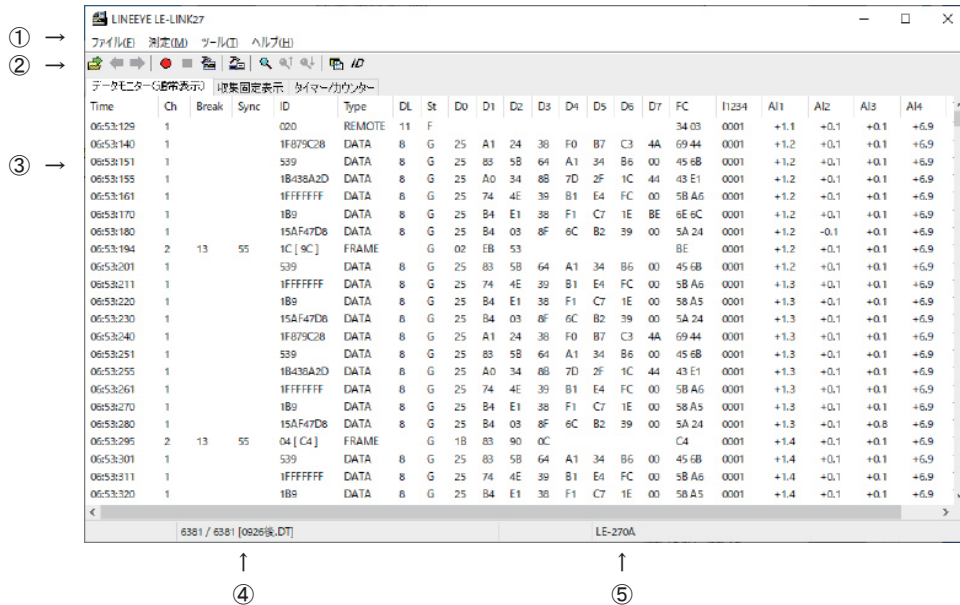 LINEEYE LE-LINK27
① →
ファイル(F) 測定(M) ツール(T) ヘルプ(H)
② →
ID
データモニター(通常表示) 収集固定表示 タイマー/カウンター
Time Ch Break Sync ID Type DL St D0 D1 D2 D3 D4 D5 D6 D7 FC I1234 AI1 AI2 AI3 AI4
06:53:129 1 020 REMOTE 11 F 34 03 0001 +1.1 +0.1 +0.1 +6.9
06:53:140 1 1F879C28 DATA 8 G 25 A1 24 38 F0 B7 C3 4A 69 44 0001 +1.2 +0.1 +0.1 +6.9
③ →
06:53:151 1 539 DATA 8 G 25 83 5B 64 A1 34 B6 00 45 6B 0001 +1.2 +0.1 +0.1 +6.9
06:53:155 1 1B438A2D DATA 8 G 25 A0 34 8B 7D 2F 1C 44 43 E1 0001 +1.2 +0.1 +0.1 +6.9
06:53:161 1 1FFFFFFF DATA 8 G 25 74 4E 39 B1 E4 FC 00 5B A6 0001 +1.2 +0.1 +0.1 +6.9
06:53:170 1 1B9 DATA 8 G 25 B4 E1 38 F1 C7 1E BE 6E 6C 0001 +1.2 +0.1 +0.1 +6.9
06:53:180 1 15AF47D8 DATA 8 G 25 B4 03 8F 6C B2 39 00 5A 24 0001 +1.2 -0.1 +0.1 +6.9
06:53:194 2 13 55 1C [ 9C] FRAME G 02 EB 53 BE 0001 +1.2 +0.1 +0.1 +6.9
06:53:201 1 539 DATA 8 G 25 83 5B 64 A1 34 B6 00 45 6B 0001 +1.2 +0.1 +0.1 +6.9
06:53:211 1 1FFFFFFF DATA 8 G 25 74 4E 39 B1 E4 FC 00 5B A6 0001 +1.3 +0.1 +0.1 +6.9
06:53:220 1 1B9 DATA 8 G 25 B4 E1 38 F1 C7 1E 00 58 A5 0001 +1.3 +0.1 +0.1 +6.9
06:53:230 1 15AF47D8 DATA 8 G 25 B4 03 8F 6C B2 39 00 5A 24 0001 +1.3 +0.1 +0.1 +6.9
06:53:240 1 1F879C28 DATA 8 G 25 A1 24 38 F0 B7 C3 4A 69 44 0001 +1.3 +0.1 +0.1 +6.9
06:53:251 1 539 DATA 8 G 25 83 5B 64 A1 34 B6 00 45 6B 0001 +1.3 +0.1 +0.1 +6.9
06:53:255 1 1B438A2D DATA 8 G 25 A0 34 8B 7D 2F 1C 44 43 E1 0001 +1.3 +0.1 +0.1 +6.9
06:53:261 1 1FFFFFFF DATA 8 G 25 74 4E 39 B1 E4 FC 00 5B A6 0001 +1.3 +0.1 +0.1 +6.9
06:53:270 1 1B9 DATA 8 G 25 B4 E1 38 F1 C7 1E 00 58 A5 0001 +1.3 +0.1 +0.1 +6.9
06:53:280 1 15AF47D8 DATA 8 G 25 B4 03 8F 6C B2 39 00 5A 24 0001 +1.3 +0.1 +0.8 +6.9
06:53:295 2 13 55 04 [ C4] FRAME G 1B 83 90 0C C4 0001 +1.4 +0.1 +0.1 +6.9
06:53:301 1 539 DATA 8 G 25 83 5B 64 A1 34 B6 00 45 6B 0001 +1.4 +0.1 +0.1 +6.9
06:53:311 1 1FFFFFFF DATA 8 G 25 74 4E 39 B1 E4 FC 00 5B A6 0001 +1.4 +0.1 +0.1 +6.9
06:53:320 1 1B9 DATA 8 G 25 B4 E1 38 F1 C7 1E 00 58 A5 0001 +1.4 +0.1 +0.1 +6.9
6381 / 6381 [0926後.DT] LE-270A
↑ ↑
④ ⑤